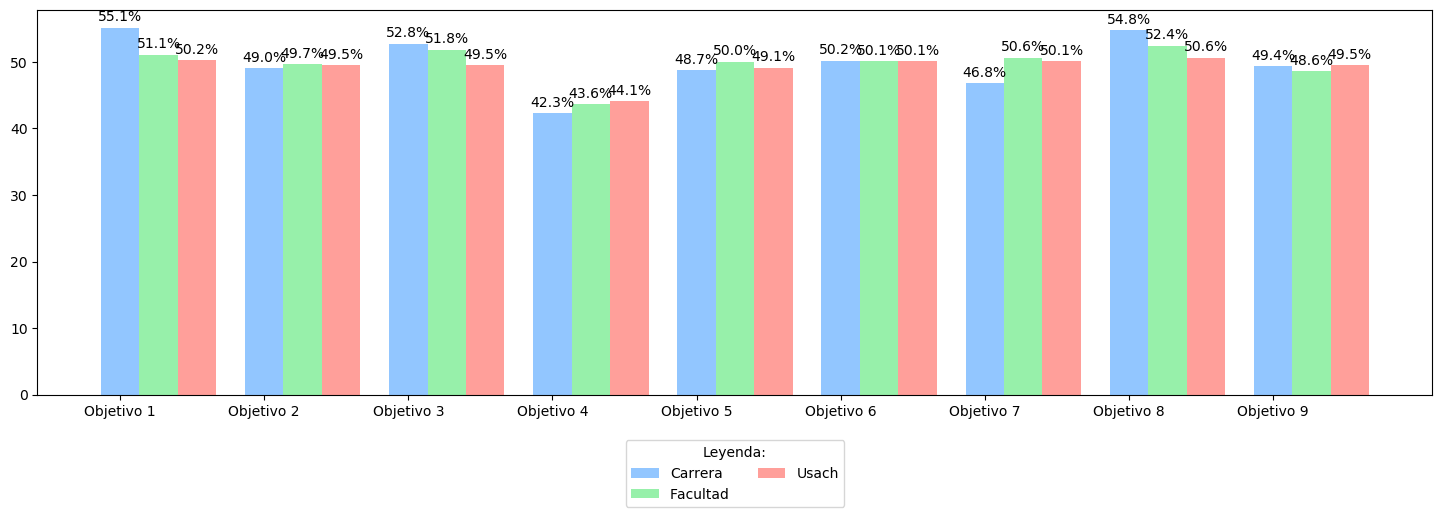 55.1%
51.1%
50.2%
49.0%
49.7%
49.5%
52.8%
51.8%
49.5%
42.3%
43.6%
44.1%
48.7%
50.0%
49.1%
50.2%
50.1%
50.1%
46.8%
50.6%
50.1%
54.8%
52.4%
50.6%
49.4%
48.6%
49.5%
50
40
30
20
10
0
Objetivo 1
Objetivo 2
Objetivo 3
Objetivo 4
Objetivo 5
Objetivo 6
Objetivo 7
Objetivo 8
Objetivo 9
Leyenda:
Carrera
Facultad
Usach